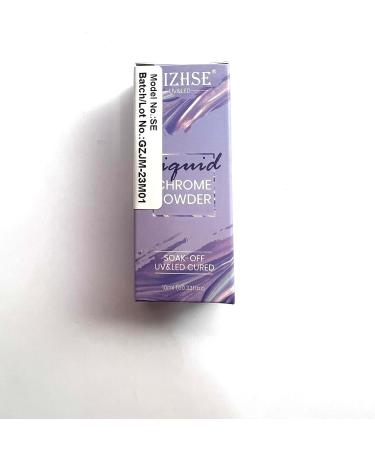 IZHSE®
UV&LED
Model No.:SE
Batch/Lot No.:GZJM-23M01
iquid
CHROME
OWDER
SOAK-OFF
UV&LED CURED